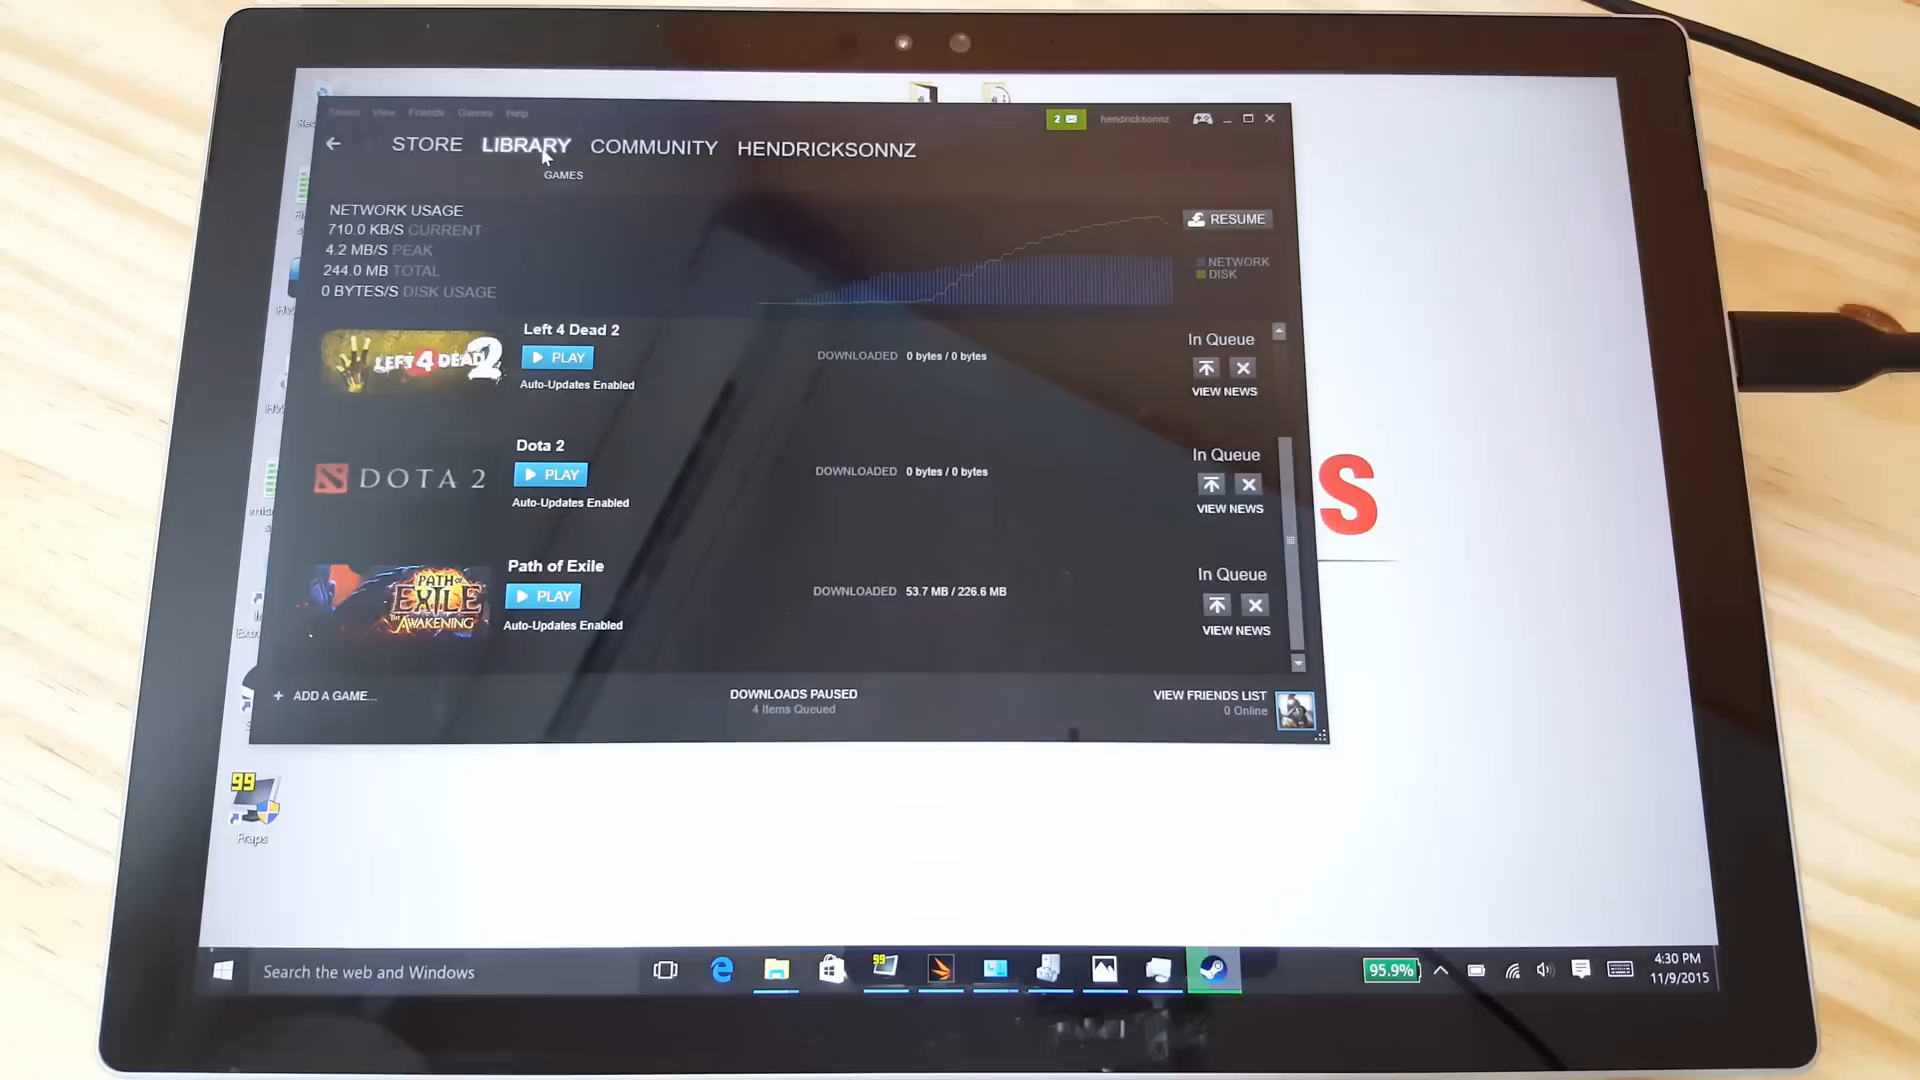 Steam View Friends Games Help
2
hendricksonnz
STORE LIBRARY COMMUNITY HENDRICKSONNZ
GAMES
NETWORK USAGE
710.0 KB/S CURRENT
4.2 MB/S PEAK
244.0 MB TOTAL
0 BYTES/S DISK USAGE
RESUME
NETWORK
DISK
LEFT 4 DEAD 2
Left 4 Dead 2
PLAY
Auto-Updates Enabled
DOWNLOADED 0 bytes / 0 bytes
In Queue
VIEW NEWS
DOTA 2
Dota 2
PLAY
Auto-Updates Enabled
DOWNLOADED 0 bytes / 0 bytes
In Queue
VIEW NEWS
PATH OF
EXILE
THE AWAKENING
Path of Exile
PLAY
Auto-Updates Enabled
DOWNLOADED 53.7 MB / 226.6 MB
In Queue
VIEW NEWS
+ ADD A GAME...
DOWNLOADS PAUSED
4 Items Queued
VIEW FRIENDS LIST
0 Online
S
99
Fraps
Search the web and Windows
99
95.9%
4:30 PM
11/9/2015